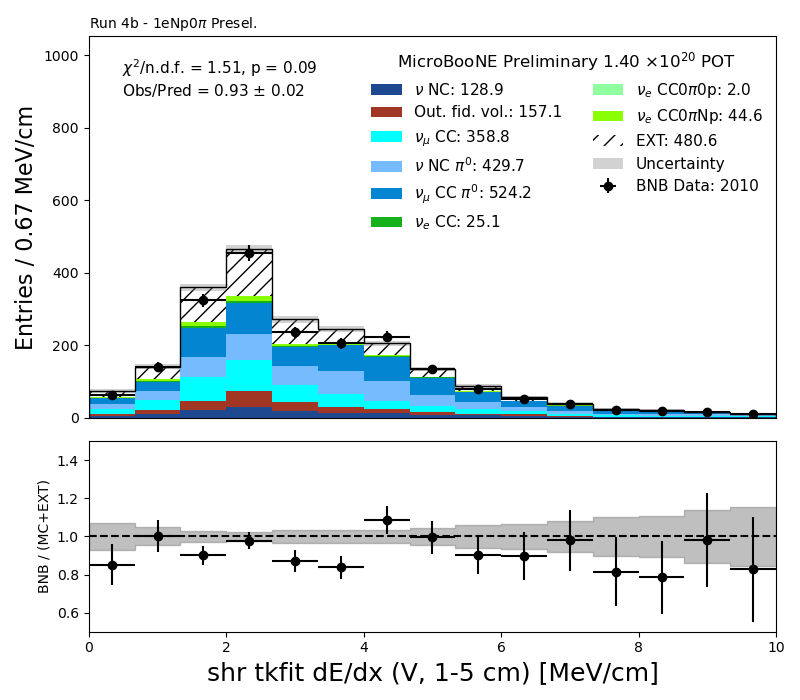 Run 4b - 1eNp0π Presel.
χ²/n.d.f. = 1.51, p = 0.09
Obs/Pred = 0.93 ± 0.02
MicroBooNE Preliminary 1.40 ×10²⁰ POT
ν NC: 128.9
Out. fid. vol.: 157.1
ν_μ CC: 358.8
ν NC π⁰: 429.7
ν_μ CC π⁰: 524.2
ν_e CC: 25.1
ν_e CC0π0p: 2.0
ν_e CC0πNp: 44.6
EXT: 480.6
Uncertainty
BNB Data: 2010
Entries / 0.67 MeV/cm
1000
800
600
400
200
0
BNB / (MC+EXT)
1.4
1.2
1.0
0.8
0.6
0 2 4 6 8 10
shr tkfit dE/dx (V, 1-5 cm) [MeV/cm]